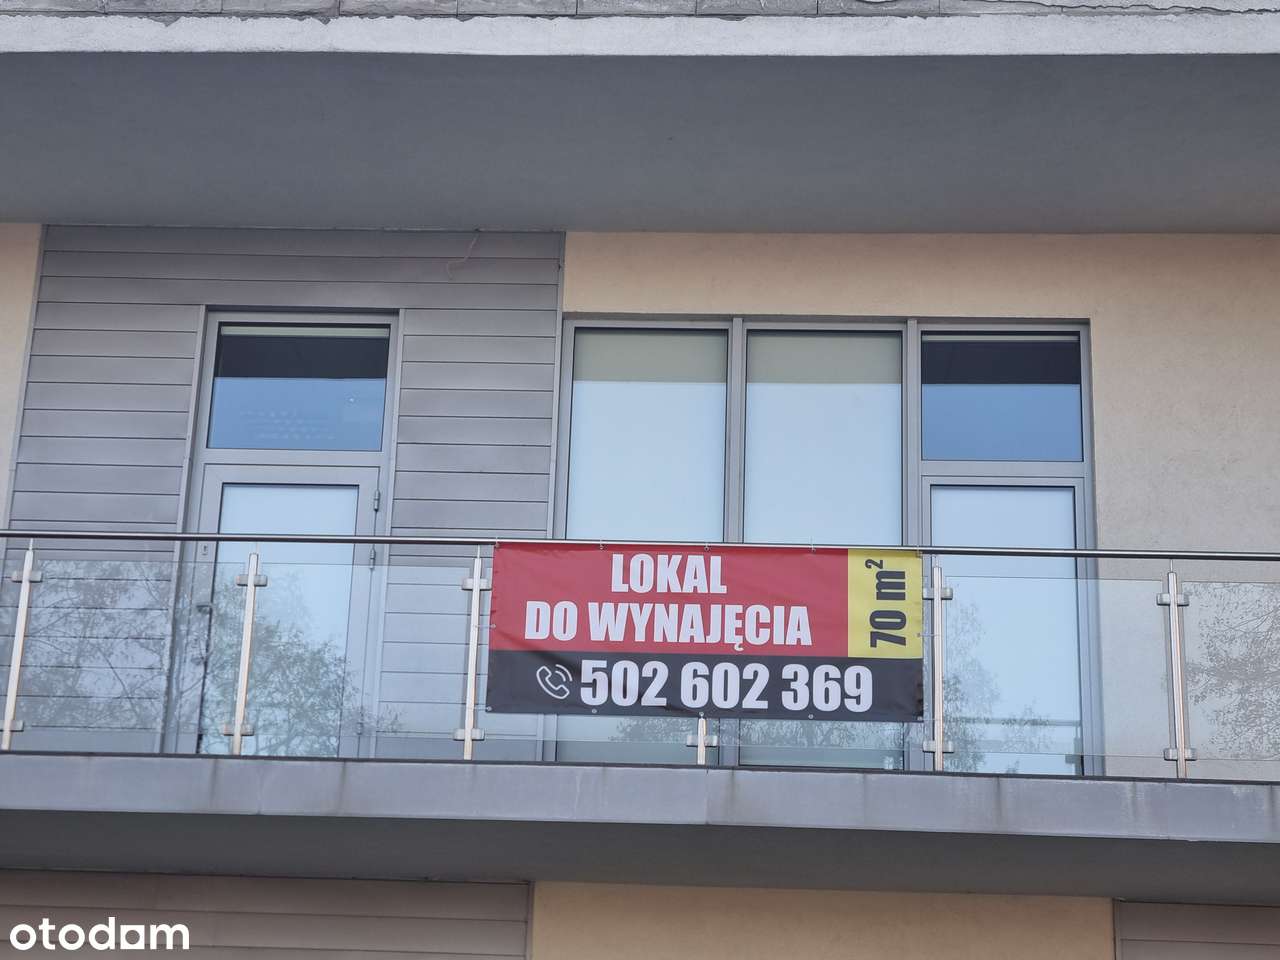 LOKAL
DO WYNAJĘCIA
70 m²
502 602 369
otodam